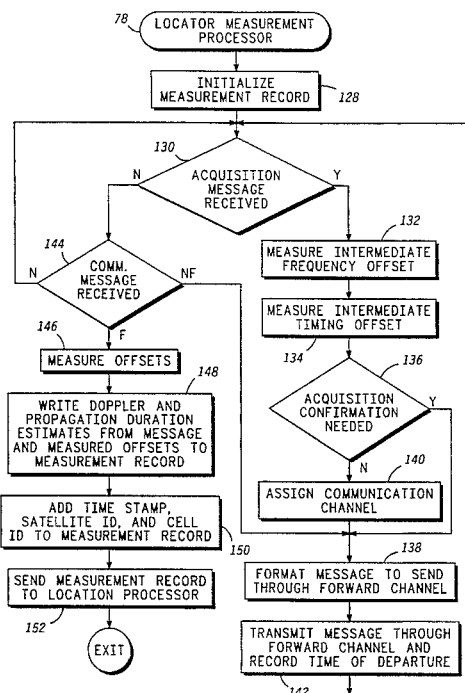 78
LOCATOR MEASUREMENT
PROCESSOR
INITIALIZE
MEASUREMENT RECORD
128
130
N
Y
ACQUISITION
MESSAGE
RECEIVED
132
MEASURE INTERMEDIATE
FREQUENCY OFFSET
144
N
NF
COMM.
MESSAGE
RECEIVED
F
MEASURE INTERMEDIATE
TIMING OFFSET
134
136
146
MEASURE OFFSETS
148
ACQUISITION
CONFIRMATION
NEEDED
Y
N
WRITE DOPPLER AND
PROPAGATION DURATION
ESTIMATES FROM MESSAGE
AND MEASURED OFFSETS TO
MEASUREMENT RECORD
140
ASSIGN COMMUNICATION
CHANNEL
ADD TIME STAMP,
SATELLITE ID, AND CELL
ID TO MEASUREMENT RECORD
150
138
FORMAT MESSAGE TO SEND
THROUGH FORWARD CHANNEL
SEND MEASUREMENT RECORD
TO LOCATION PROCESSOR
152
TRANSMIT MESSAGE THROUGH
FORWARD CHANNEL AND
RECORD TIME OF DEPARTURE
142
EXIT